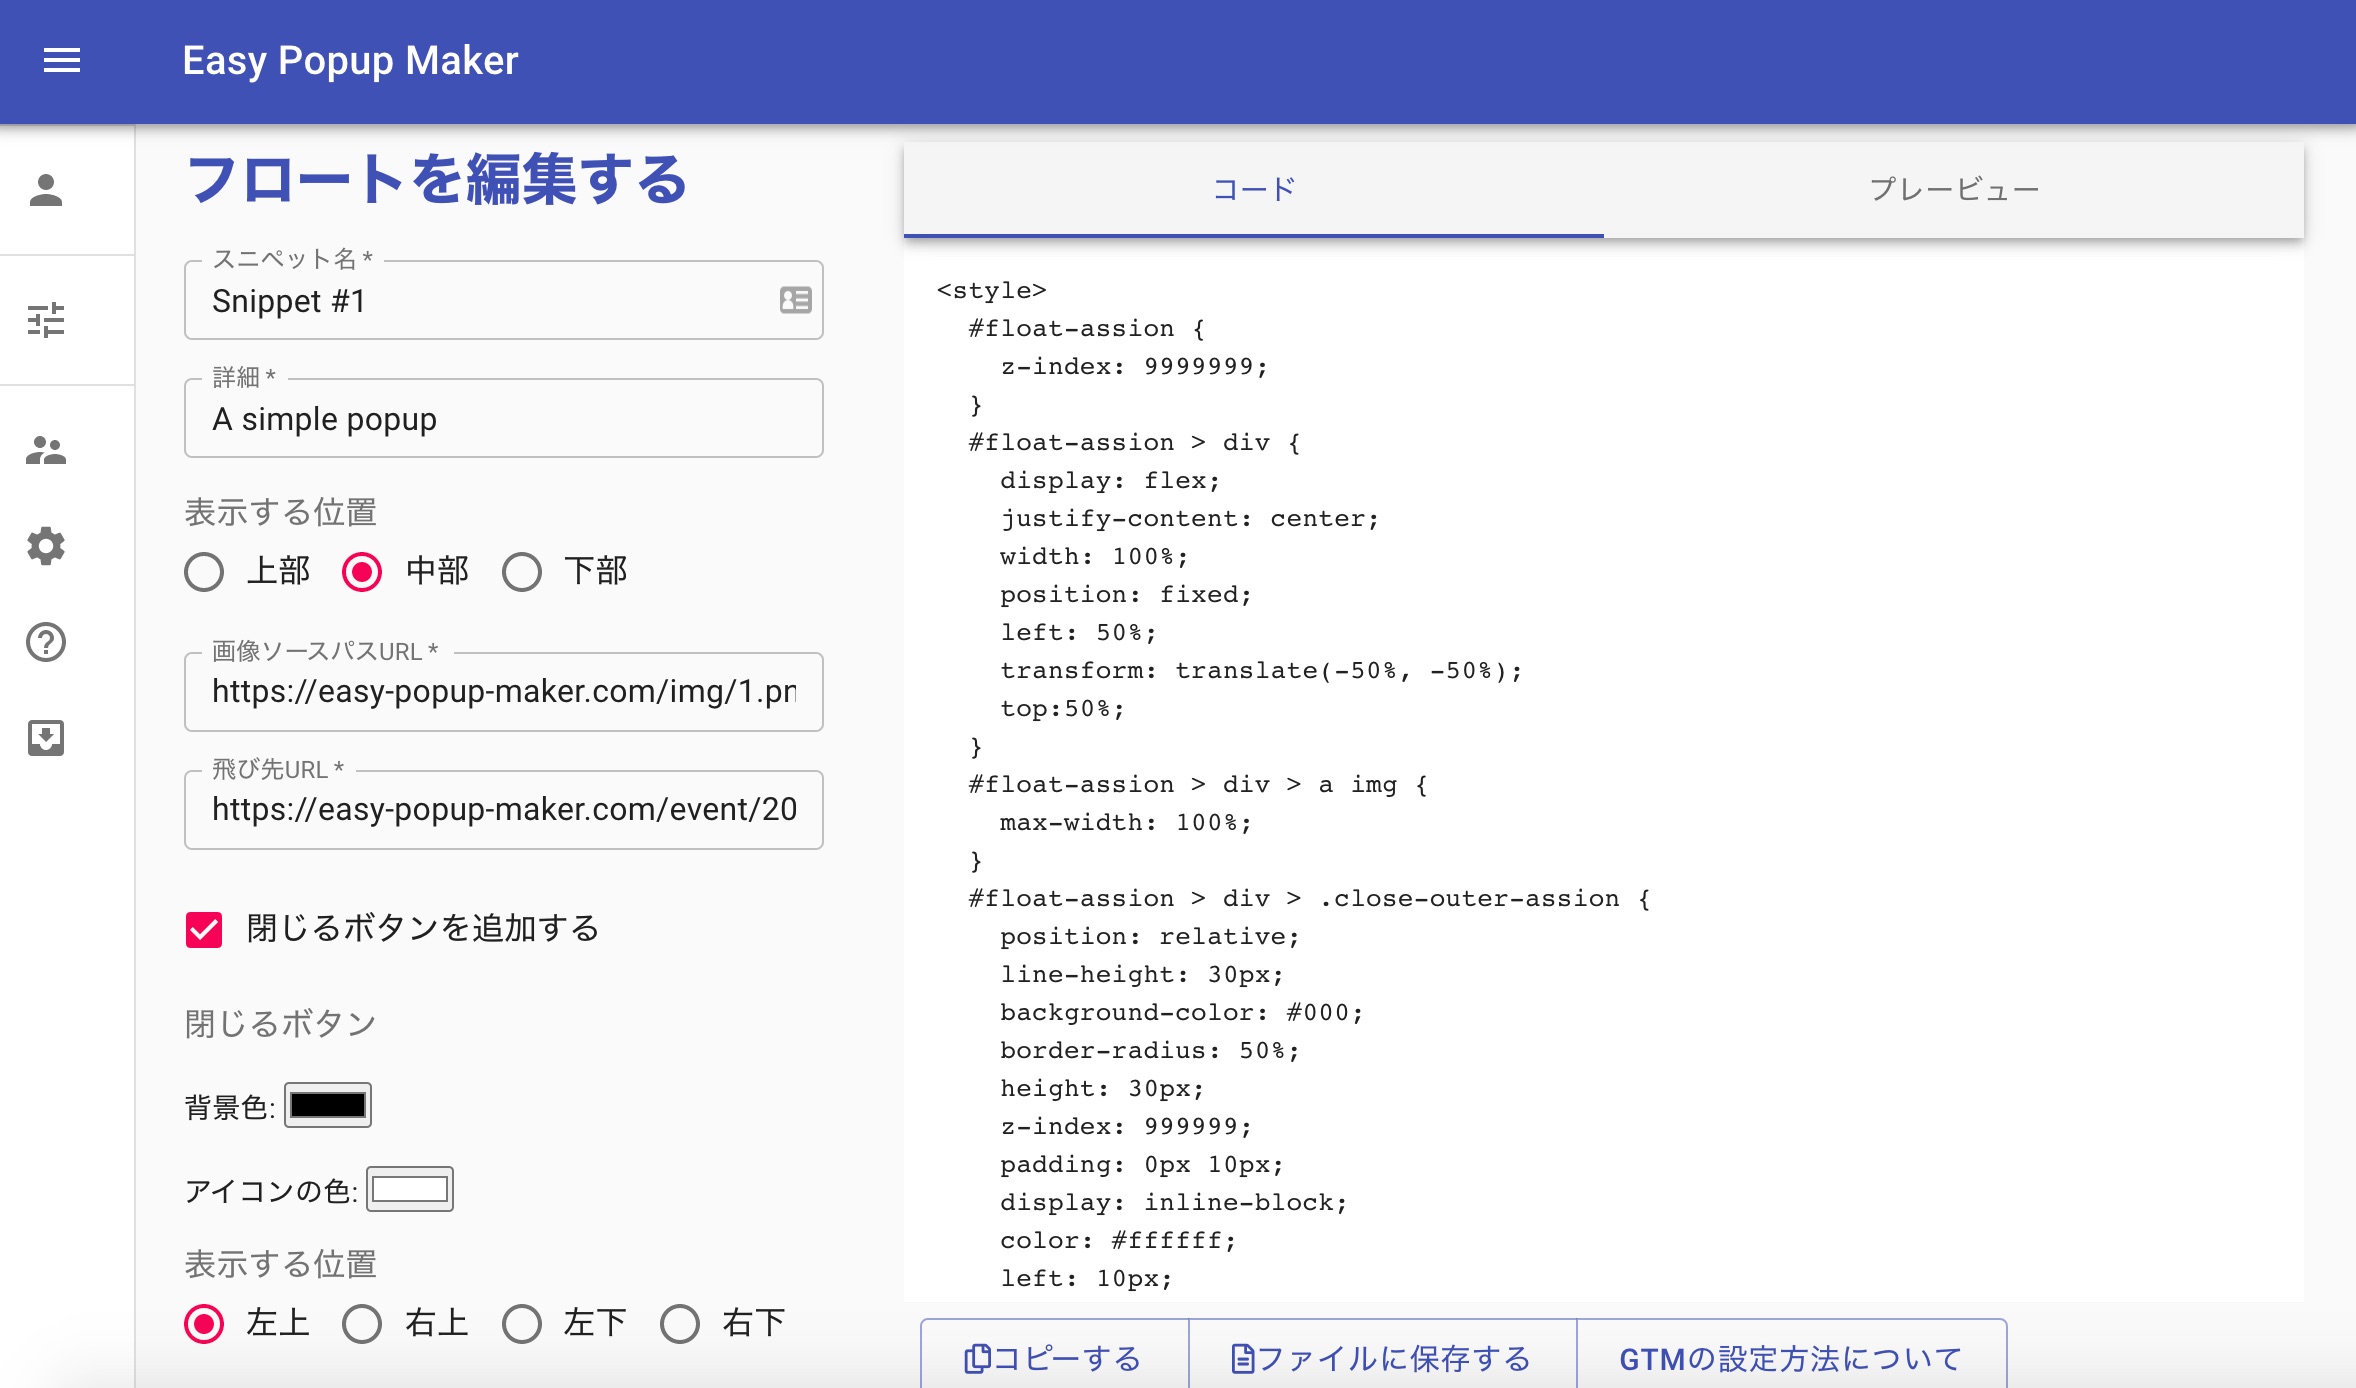 Easy Popup Maker
フロートを編集する
スニペット名 *
Snippet #1
詳細 *
A simple popup
表示する位置
上部 中部 下部
画像ソースパスURL *
https://easy-popup-maker.com/img/1.pn
飛び先URL *
https://easy-popup-maker.com/event/20
閉じるボタンを追加する
閉じるボタン
背景色:
アイコンの色:
表示する位置
左上 右上 左下 右下
コード プレービュー
<style>
  #float-assion {
    z-index: 9999999;
  }
  #float-assion > div {
    display: flex;
    justify-content: center;
    width: 100%;
    position: fixed;
    left: 50%;
    transform: translate(-50%, -50%);
    top:50%;
  }
  #float-assion > div > a img {
    max-width: 100%;
  }
  #float-assion > div > .close-outer-assion {
    position: relative;
    line-height: 30px;
    background-color: #000;
    border-radius: 50%;
    height: 30px;
    z-index: 999999;
    padding: 0px 10px;
    display: inline-block;
    color: #ffffff;
    left: 10px;
コピーする ファイルに保存する GTMの設定方法について